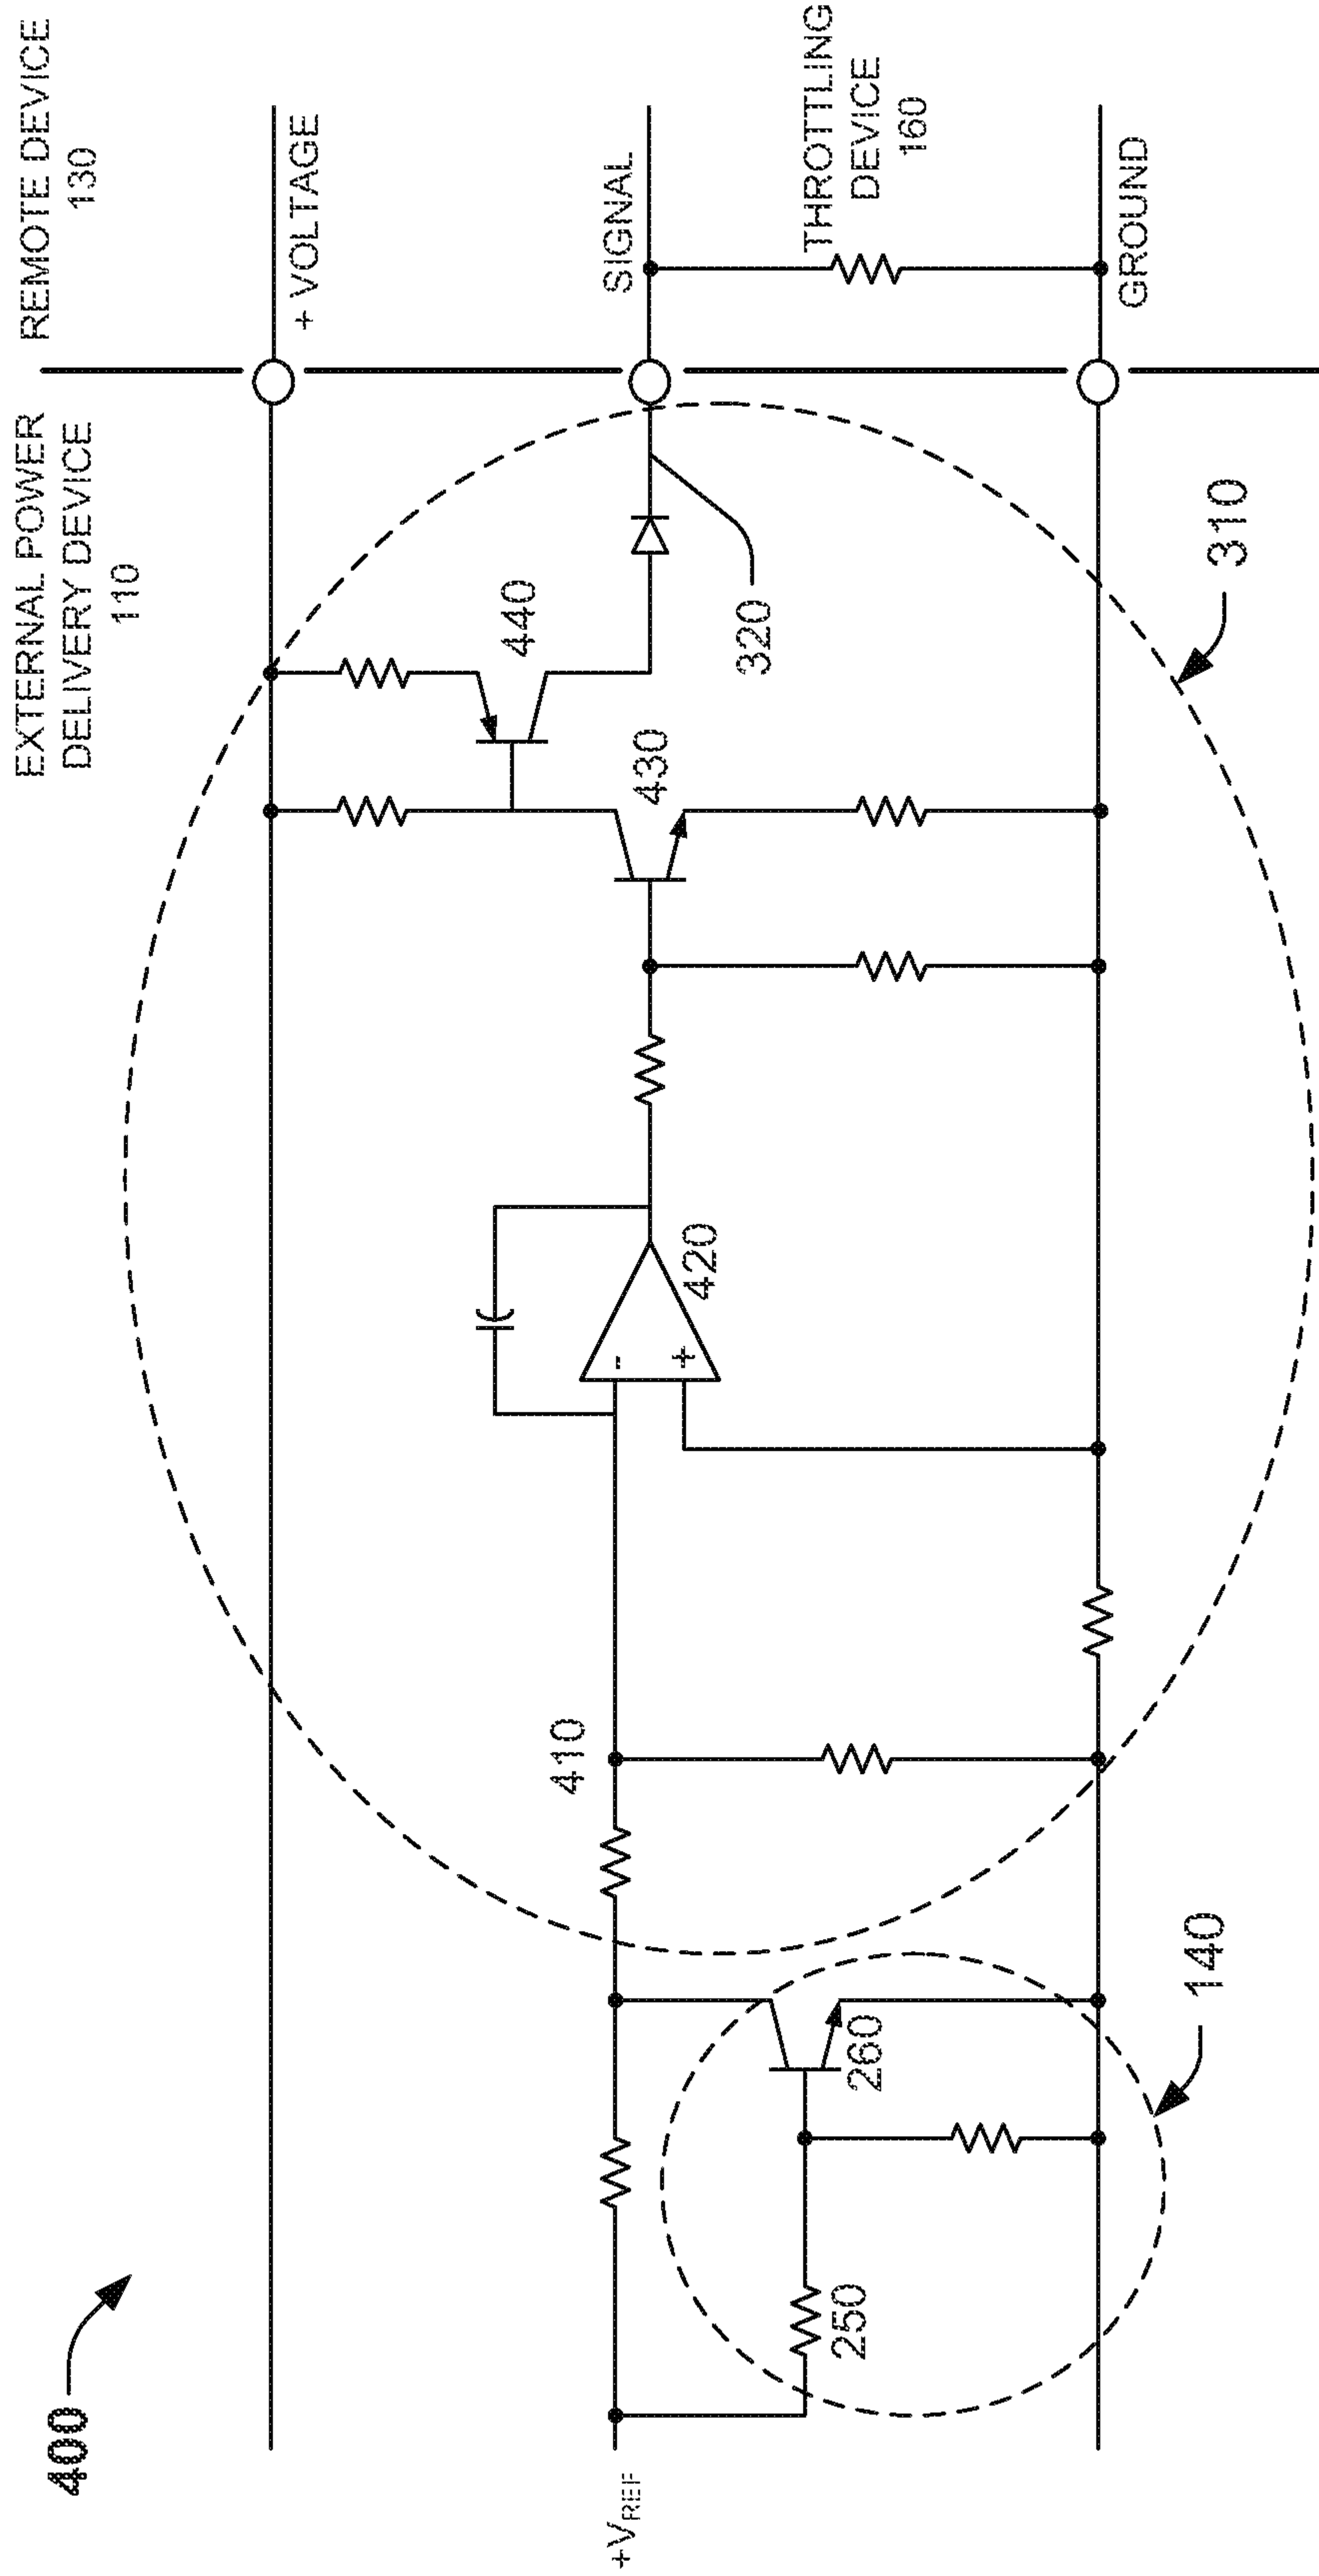 400
EXTERNAL POWER
DELIVERY DEVICE
110
REMOTE DEVICE
130
+ VOLTAGE
440
410
430
SIGNAL
+V_REF
-
+
420
320
THROTTLING
DEVICE
160
250
260
GROUND
140
310